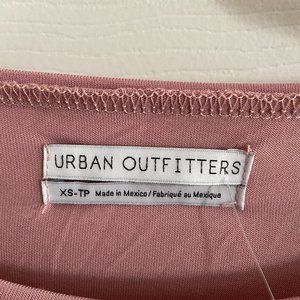 URBAN OUTFITTERS
XS-TP Made in Mexico / Fabriqué au Mexique